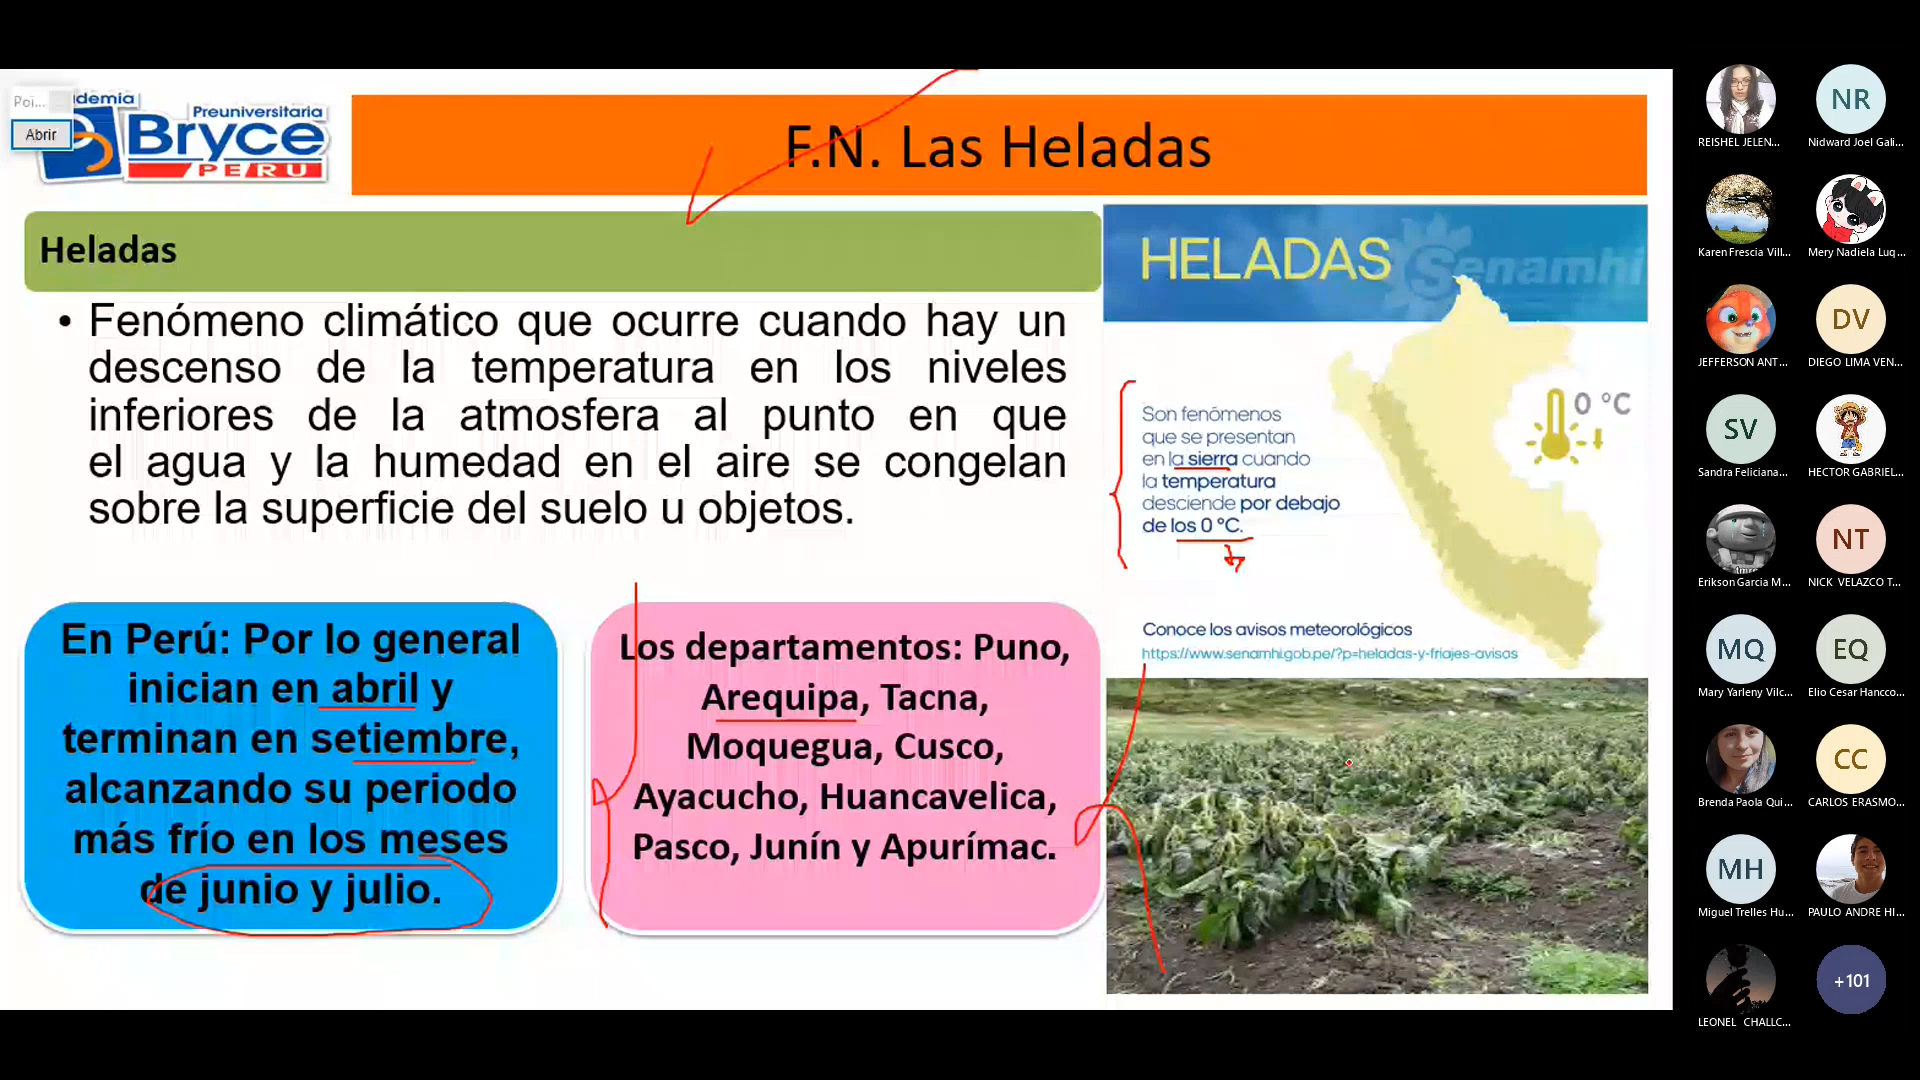 Poi...
Abrir
Preuniversitaria
Bryce
PERU
F.N. Las Heladas
Heladas
• Fenómeno climático que ocurre cuando hay un
descenso de la temperatura en los niveles
inferiores de la atmosfera al punto en que
el agua y la humedad en el aire se congelan
sobre la superficie del suelo u objetos.
En Perú: Por lo general
inician en abril y
terminan en setiembre,
alcanzando su periodo
más frío en los meses
de junio y julio.
Los departamentos: Puno,
Arequipa, Tacna,
Moquegua, Cusco,
Ayacucho, Huancavelica,
Pasco, Junín y Apurímac.
HELADAS
Senamhi
0 °C
Son fenómenos
que se presentan
en la sierra cuando
la temperatura
desciende por debajo
de los 0 °C.
Conoce los avisos meteorológicos
https://www.senamhi.gob.pe/?p=heladas-y-friajes-avisos
REISHEL JELEN...
NR
Nidward Joel Gali...
Karen Frescia Vill...
Mery Nadiela Luq...
JEFFERSON ANT...
DV
DIEGO LIMA VEN...
SV
Sandra Feliciana...
HECTOR GABRIEL...
Erikson Garcia M...
NT
NICK VELAZCO T...
MQ
Mary Yarleny Vilc...
EQ
Elio Cesar Hancco...
Brenda Paola Qui...
CC
CARLOS ERASMO...
MH
Miguel Trelles Hu...
PAULO ANDRE HI...
LEONEL CHALLC...
+101